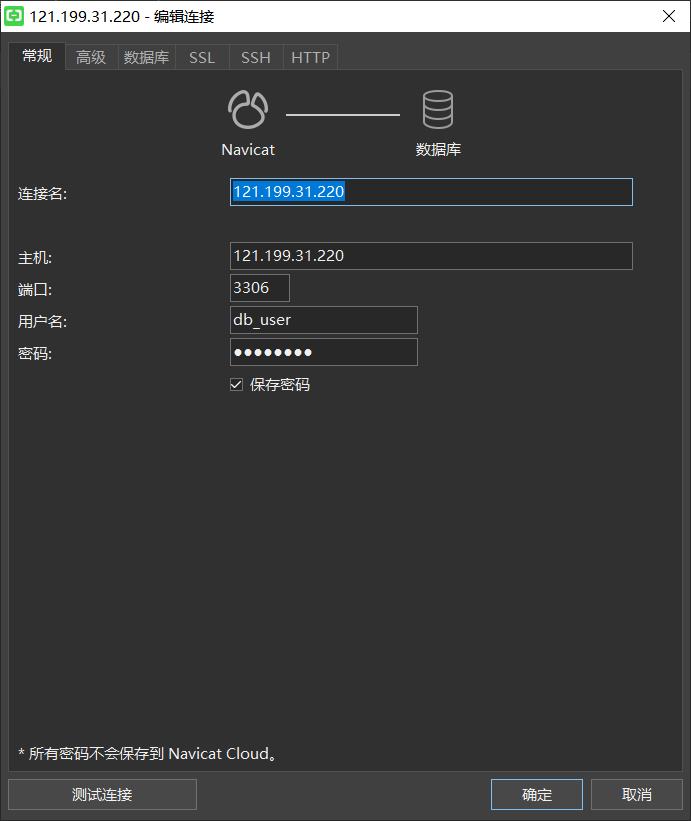 121.199.31.220 - 编辑连接
常规 高级 数据库 SSL SSH HTTP
Navicat 数据库
连接名: 121.199.31.220
主机: 121.199.31.220
端口: 3306
用户名: db_user
密码: ●●●●●●●●
保存密码
* 所有密码不会保存到 Navicat Cloud。
测试连接 确定 取消